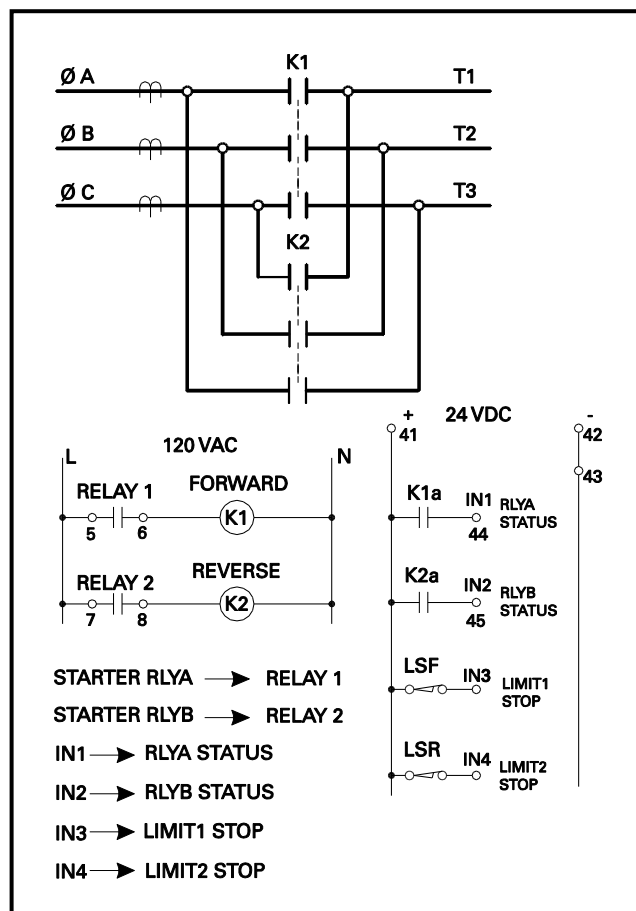 K1
Ø A T1
Ø B T2
Ø C T3
K2
+ 24 VDC -
41 42
43
120 VAC
L N
RELAY 1 FORWARD
5 6 K1
RELAY 2 REVERSE
7 8 K2
K1a IN1 RLYA STATUS
44
K2a IN2 RLYB STATUS
45
LSF IN3 LIMIT1 STOP
LSR IN4 LIMIT2 STOP
STARTER RLYA → RELAY 1
STARTER RLYB → RELAY 2
IN1 → RLYA STATUS
IN2 → RLYB STATUS
IN3 → LIMIT1 STOP
IN4 → LIMIT2 STOP